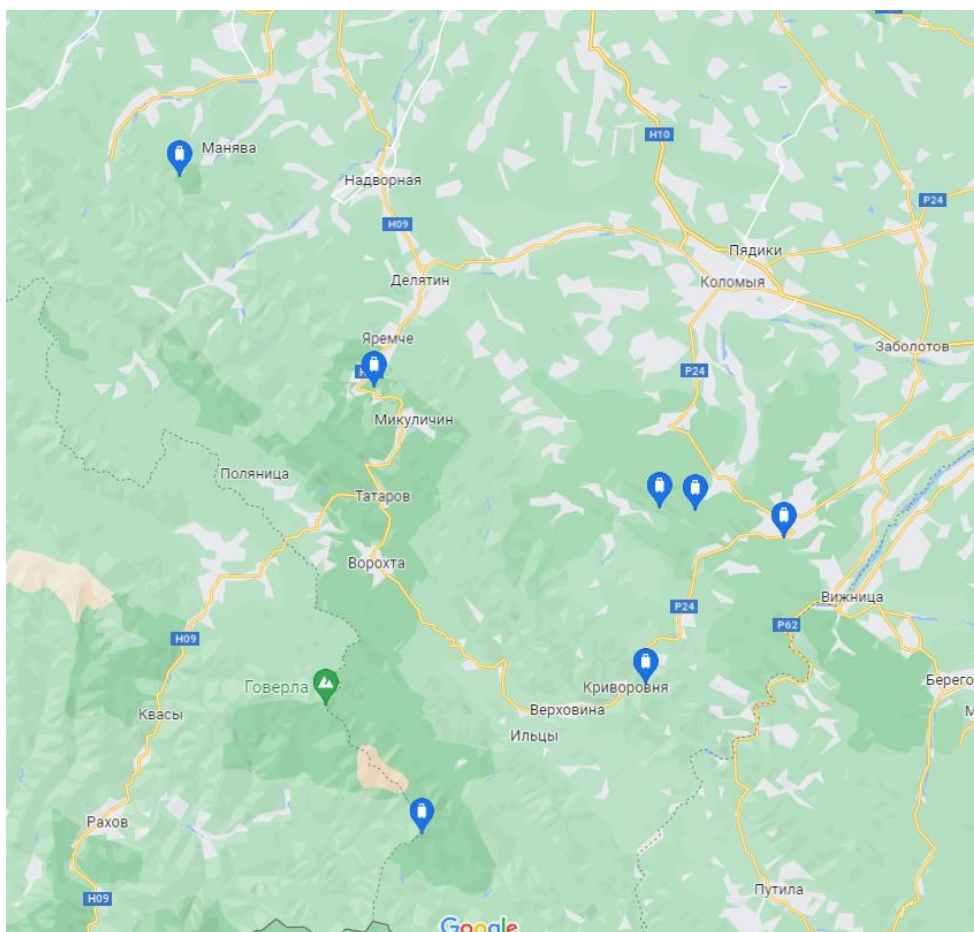 Манява
H10
Надворная
P24
H09
Пядики
Делятин
Коломыя
Яремче
Заболотов
P24
Микуличин
Поляница
Татаров
Ворохта
Вижница
P24
P62
H09
Говерла
Криворовня
Берего
Квасы
Верховина
М
Ильцы
Рахов
Путила
H09
Google